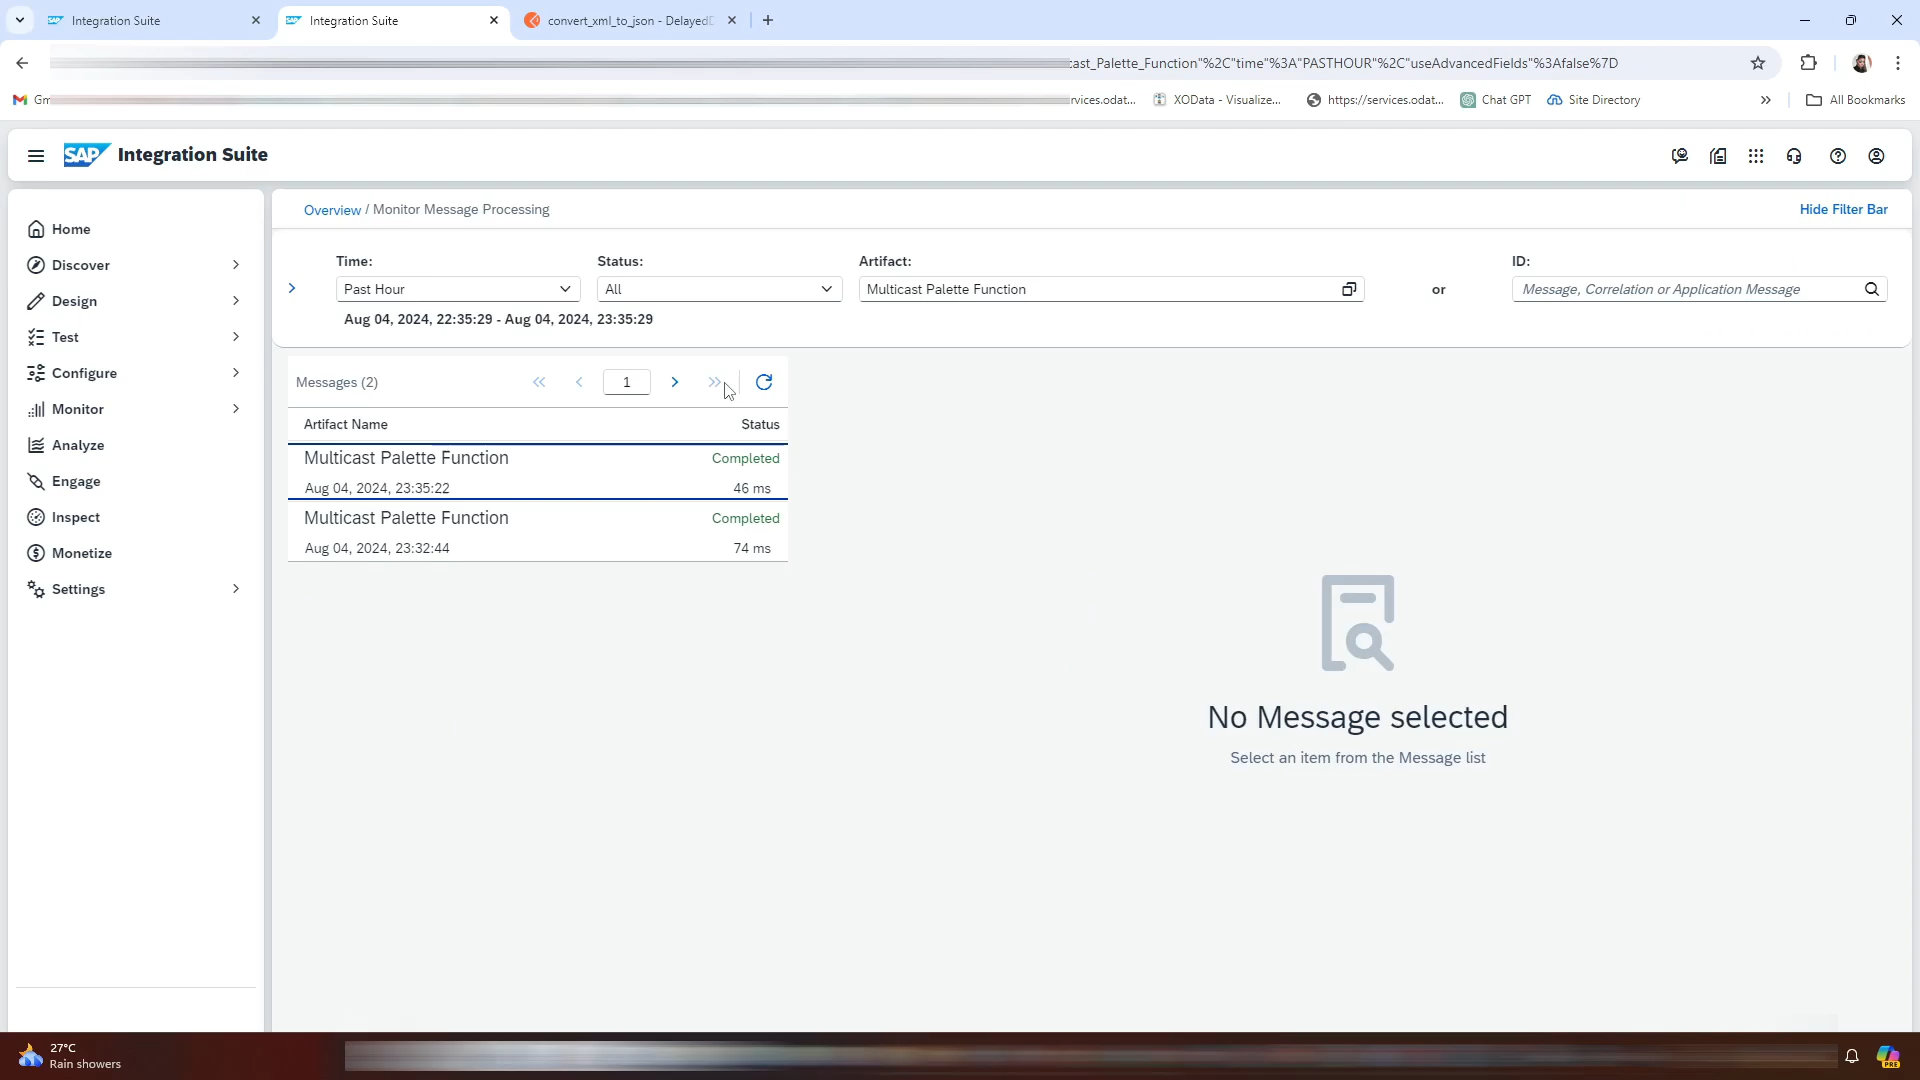 Integration Suite
Integration Suite
convert_xml_to_json - DelayedD
cast_Palette_Function"%2C"time"%3A"PASTHOUR"%2C"useAdvancedFields"%3Afalse%7D
Gm
rvices.odat...
XOData - Visualize...
https://services.odat...
Chat GPT
Site Directory
All Bookmarks
SAP Integration Suite
Home
Discover
Design
Test
Configure
Monitor
Analyze
Engage
Inspect
Monetize
Settings
Overview / Monitor Message Processing
Hide Filter Bar
Time:
Status:
Artifact:
ID:
Past Hour
All
Multicast Palette Function
or
Message, Correlation or Application Message
Aug 04, 2024, 22:35:29 - Aug 04, 2024, 23:35:29
Messages (2)
1
Artifact Name
Status
Multicast Palette Function
Completed
Aug 04, 2024, 23:35:22
46 ms
Multicast Palette Function
Completed
Aug 04, 2024, 23:32:44
74 ms
No Message selected
Select an item from the Message list
27°C
Rain showers
PRE